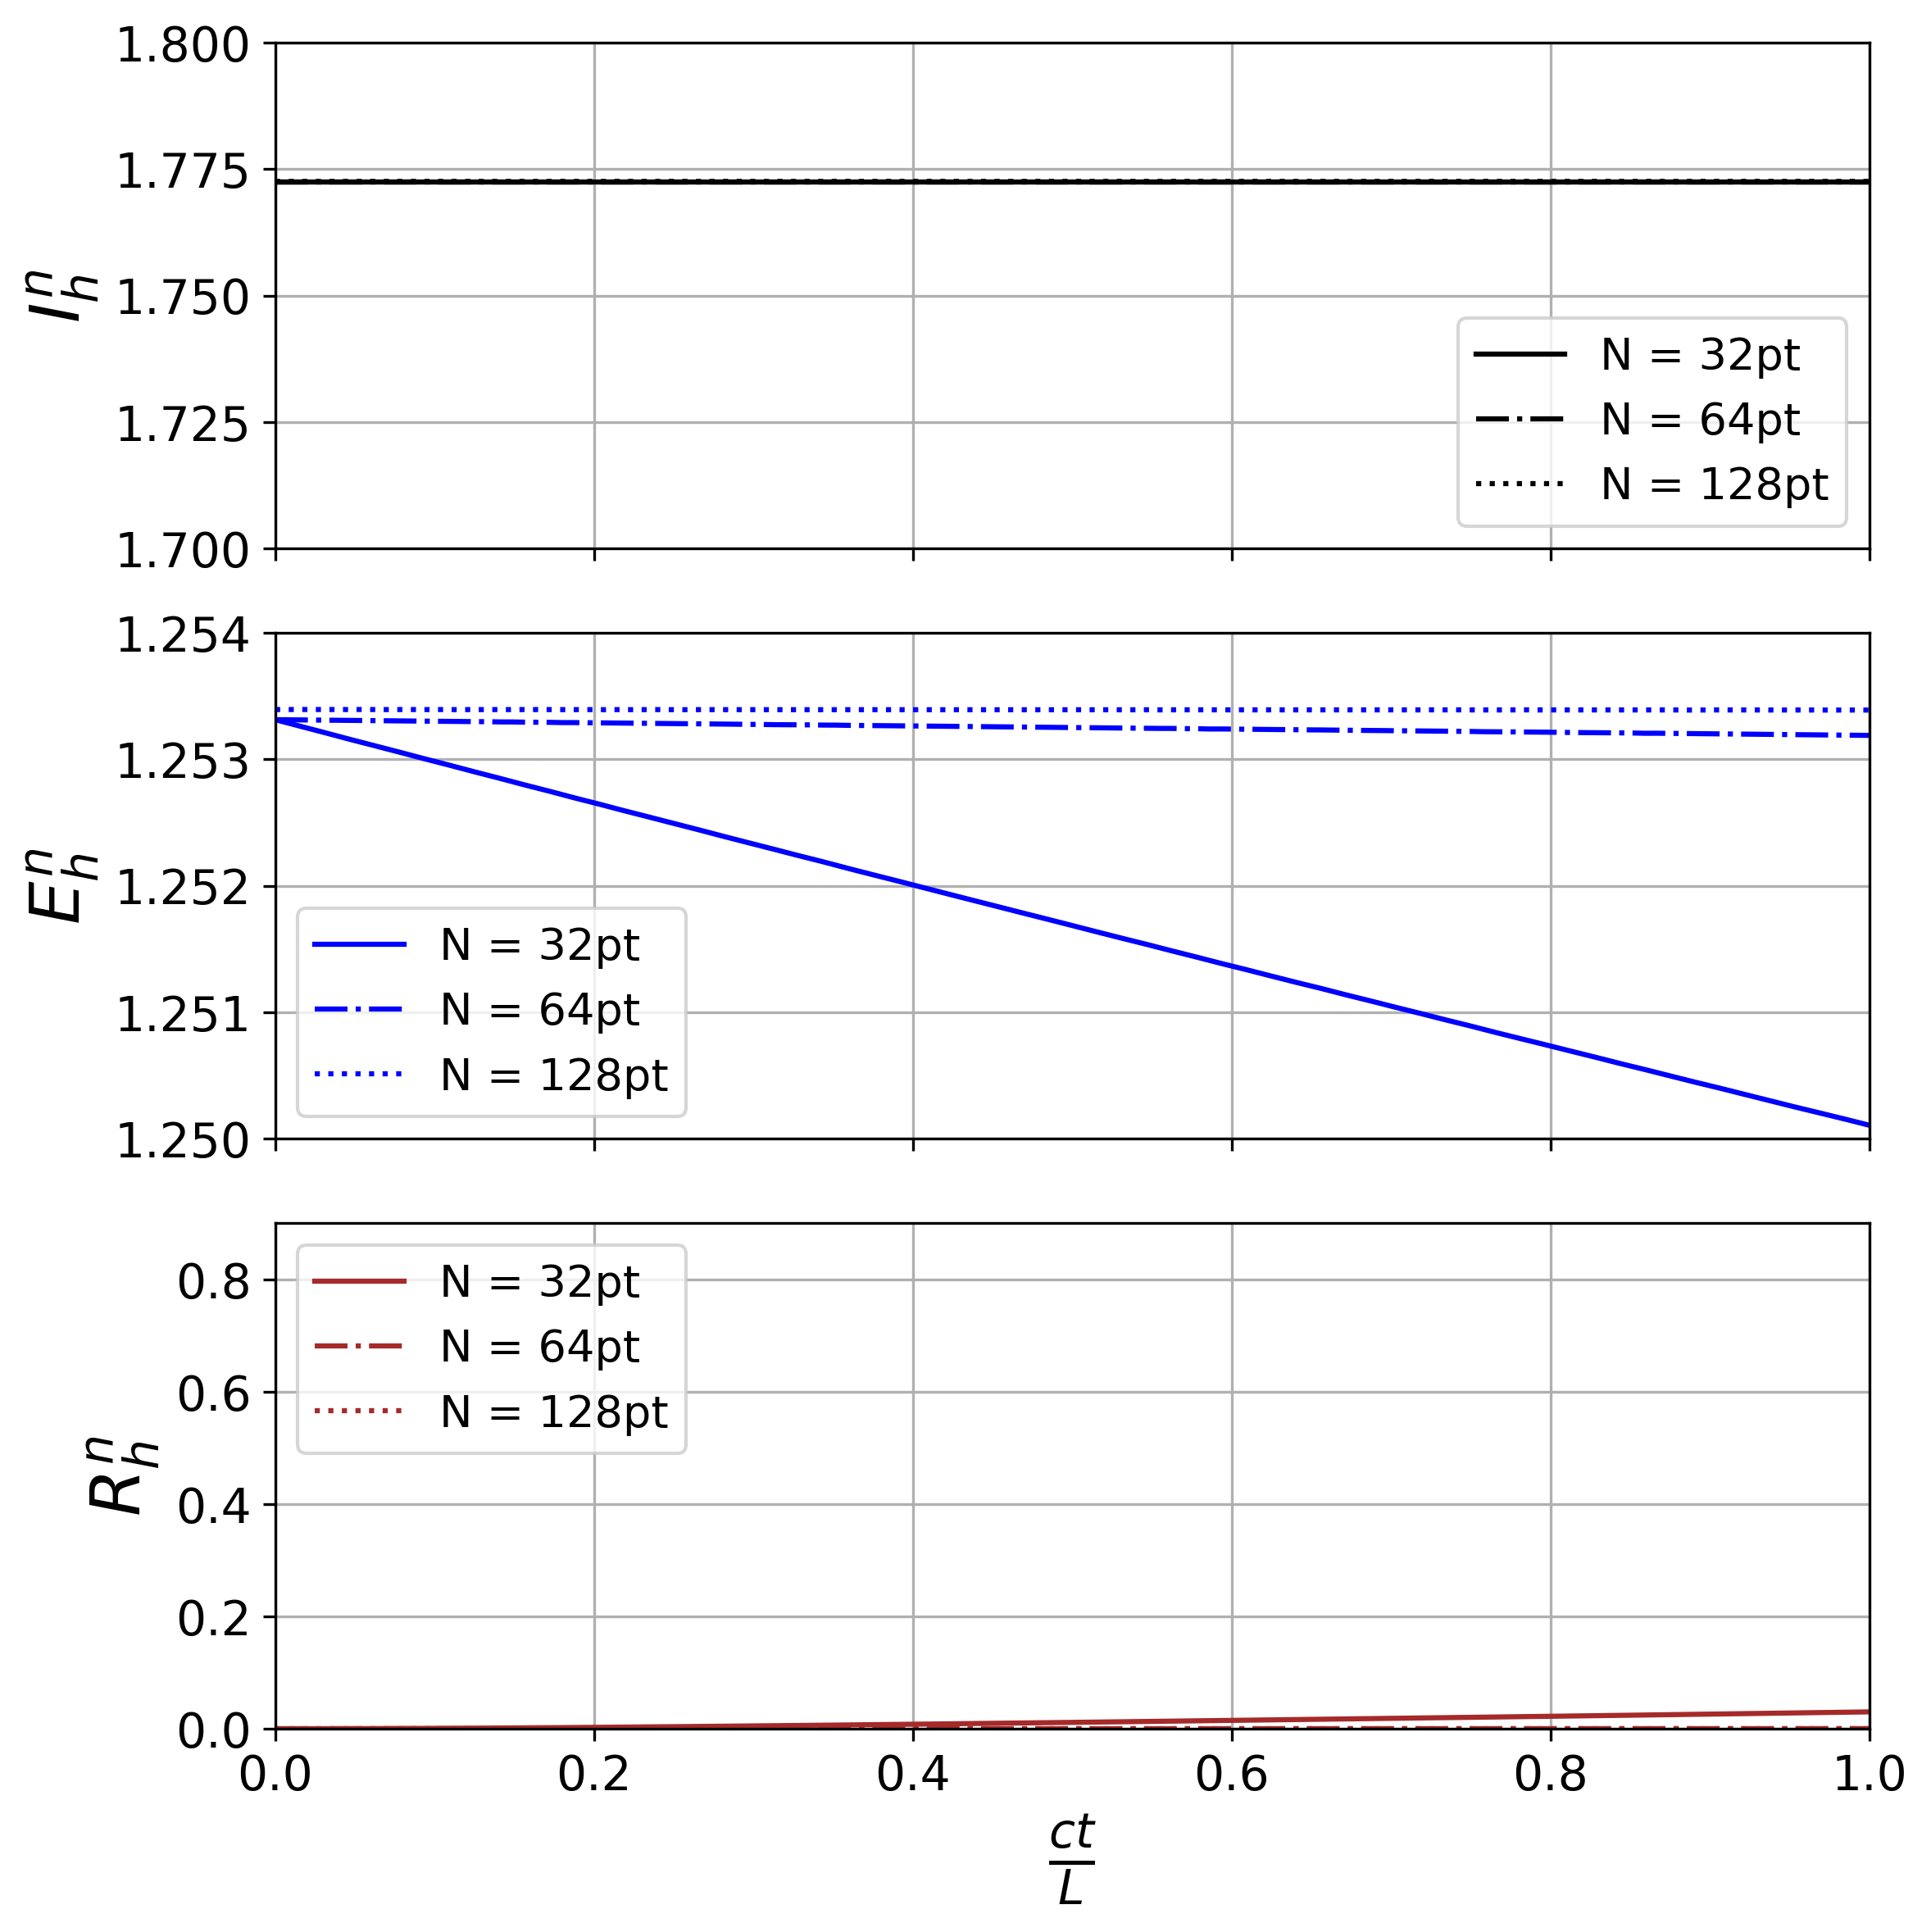 1.800
1.775
1.750
1.725
1.700
I_h^n
N = 32pt
N = 64pt
N = 128pt
1.254
1.253
1.252
1.251
1.250
E_h^n
N = 32pt
N = 64pt
N = 128pt
0.8
0.6
0.4
0.2
0.0
R_h^n
N = 32pt
N = 64pt
N = 128pt
0.0 0.2 0.4 0.6 0.8 1.0
ct
L